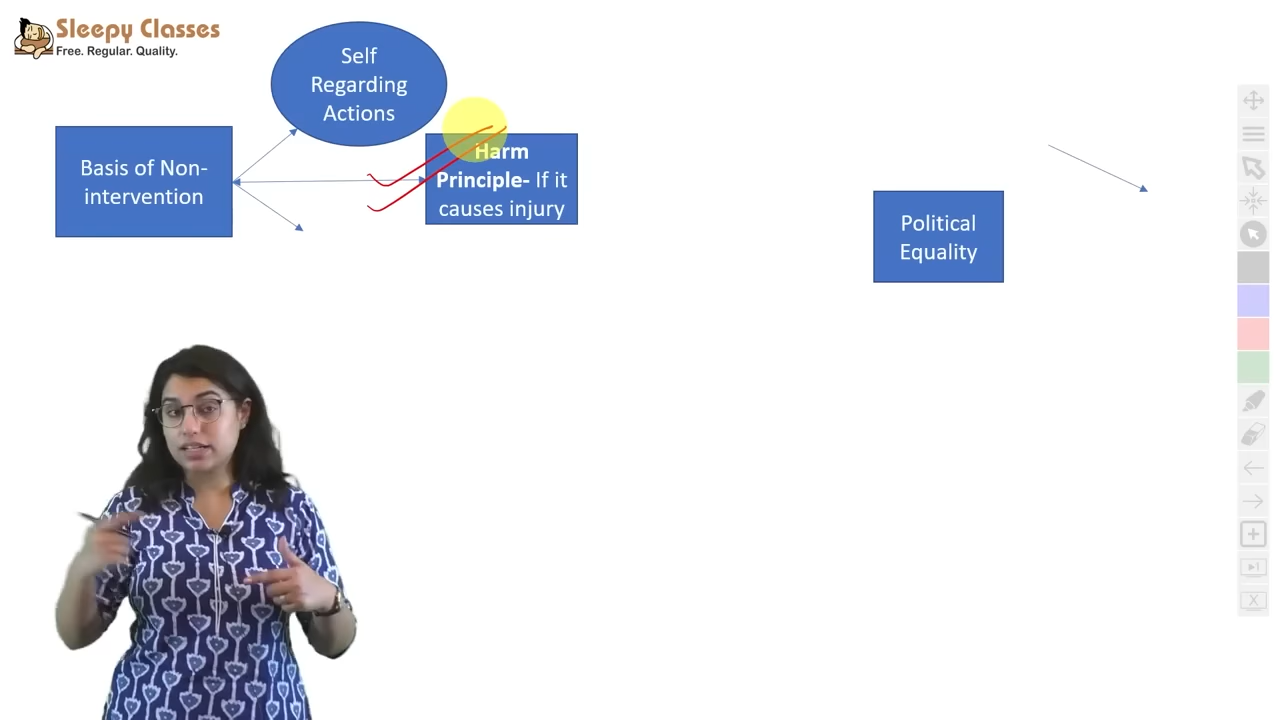 Sleepy Classes
Free. Regular. Quality.
Self
Regarding
Actions
Basis of Non-
intervention
Harm
Principle- If it
causes injury
Political
Equality